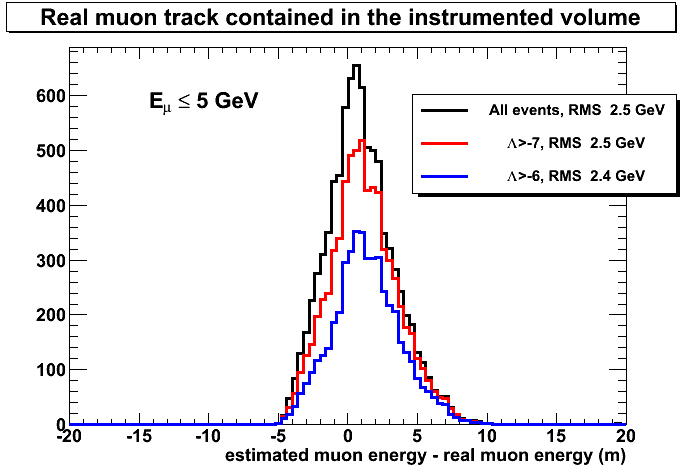 Real muon track contained in the instrumented volume
Eμ ≤ 5 GeV
All events, RMS 2.5 GeV
Λ>-7, RMS 2.5 GeV
Λ>-6, RMS 2.4 GeV
600
500
400
300
200
100
0
-20 -15 -10 -5 0 5 10 15 20
estimated muon energy - real muon energy (m)